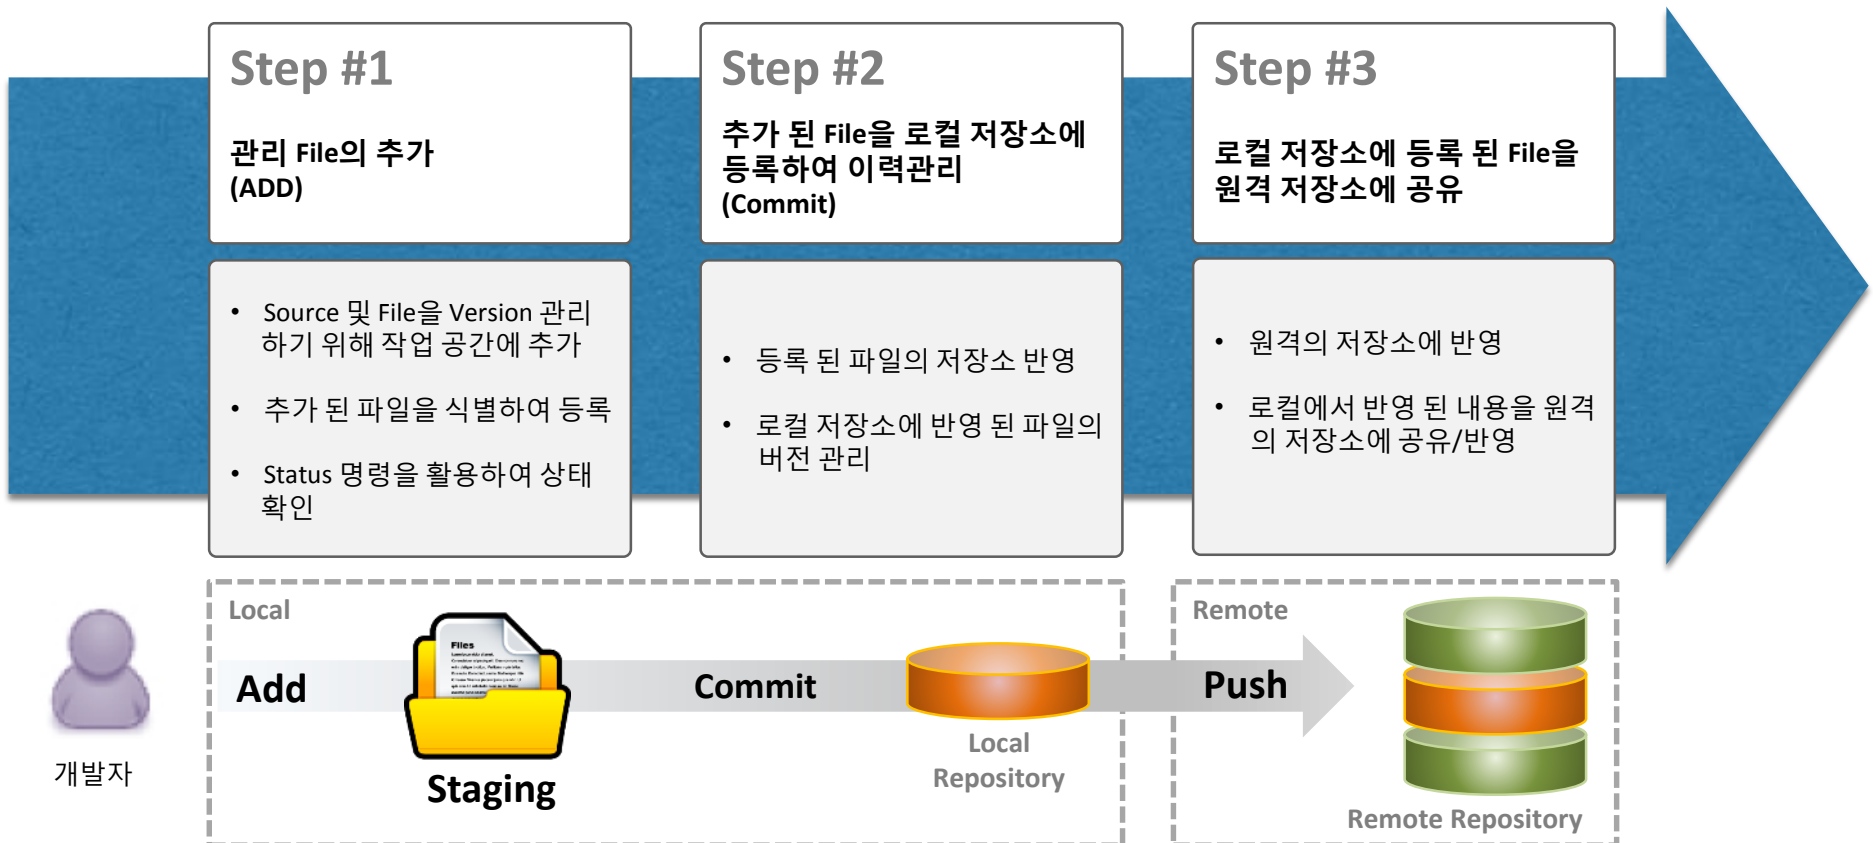 Step #1
관리 File의 추가
(ADD)
• Source 및 File을 Version 관리
하기 위해 작업 공간에 추가
• 추가 된 파일을 식별하여 등록
• Status 명령을 활용하여 상태
확인
Step #2
추가 된 File을 로컬 저장소에
등록하여 이력관리
(Commit)
• 등록 된 파일의 저장소 반영
• 로컬 저장소에 반영 된 파일의
버전 관리
Step #3
로컬 저장소에 등록 된 File을
원격 저장소에 공유
• 원격의 저장소에 반영
• 로컬에서 반영 된 내용을 원격
의 저장소에 공유/반영
개발자
Local
Add
Files
Staging
Commit
Local
Repository
Remote
Push
Remote Repository